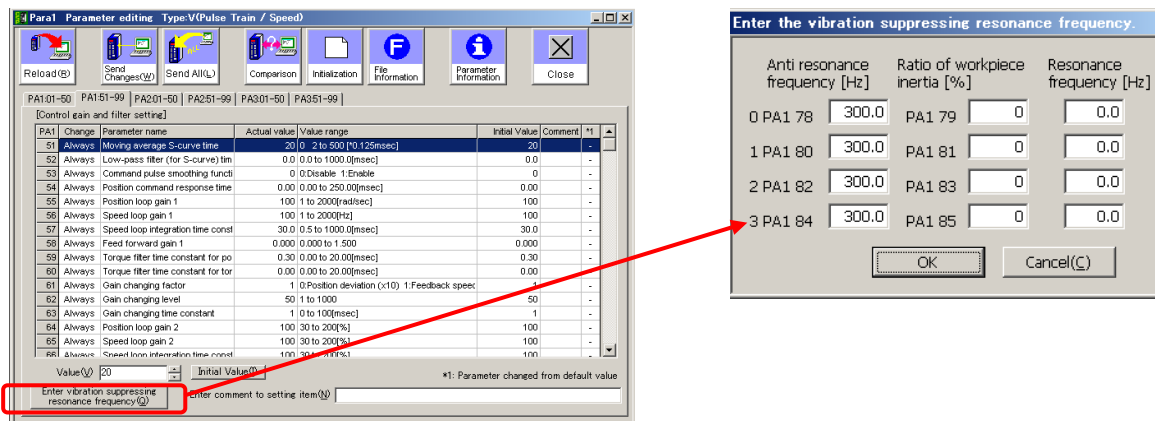 Para1 Parameter editing Type:V(Pulse Train / Speed)
Reload(R)
Send Changes(W)
Send All(L)
Comparison
Initialization
File Information
Parameter Information
Close
PA1:01-50 PA1:51-99 PA2:01-50 PA2:51-99 PA3:01-50 PA3:51-99
[Control gain and filter setting]
PA1 Change Parameter name Actual value Value range Initial Value Comment *1
51 Always Moving average S-curve time 20 0 2 to 500 [*0.125msec] 20 -
52 Always Low-pass filter (for S-curve) tim 0.0 0.0 to 1000.0[msec] 0.0 -
53 Always Command pulse smoothing functi 0 0:Disable 1:Enable 0 -
54 Always Position command response time 0.00 0.00 to 250.00[msec] 0.00 -
55 Always Position loop gain 1 100 1 to 2000[rad/sec] 100 -
56 Always Speed loop gain 1 100 1 to 2000[Hz] 100 -
57 Always Speed loop integration time const 30.0 0.5 to 1000.0[msec] 30.0 -
58 Always Feed forward gain 1 0.000 0.000 to 1.500 0.000 -
59 Always Torque filter time constant for po 0.30 0.00 to 20.00[msec] 0.30 -
60 Always Torque filter time constant for tor 0.00 0.00 to 20.00[msec] 0.00 -
61 Always Gain changing factor 1 0:Position deviation (x10) 1:Feedback speed 1 -
62 Always Gain changing level 50 1 to 1000 50 -
63 Always Gain changing time constant 1 0 to 100[msec] 1 -
64 Always Position loop gain 2 100 30 to 200[%] 100 -
66 Always Speed loop integration time const 100 30 to 200[%] 100 -
Value(V) 20 Initial Value(I) *1: Parameter changed from default value
Enter vibration suppressing
resonance frequency(Q)
Enter comment to setting item(N)
Enter the vibration suppressing resonance frequency.
Anti resonance frequency [Hz]
Ratio of workpiece inertia [%]
Resonance frequency [Hz]
0 PA1 78 300.0 PA1 79 0 0.0
1 PA1 80 300.0 PA1 81 0 0.0
2 PA1 82 300.0 PA1 83 0 0.0
3 PA1 84 300.0 PA1 85 0 0.0
OK Cancel(C)